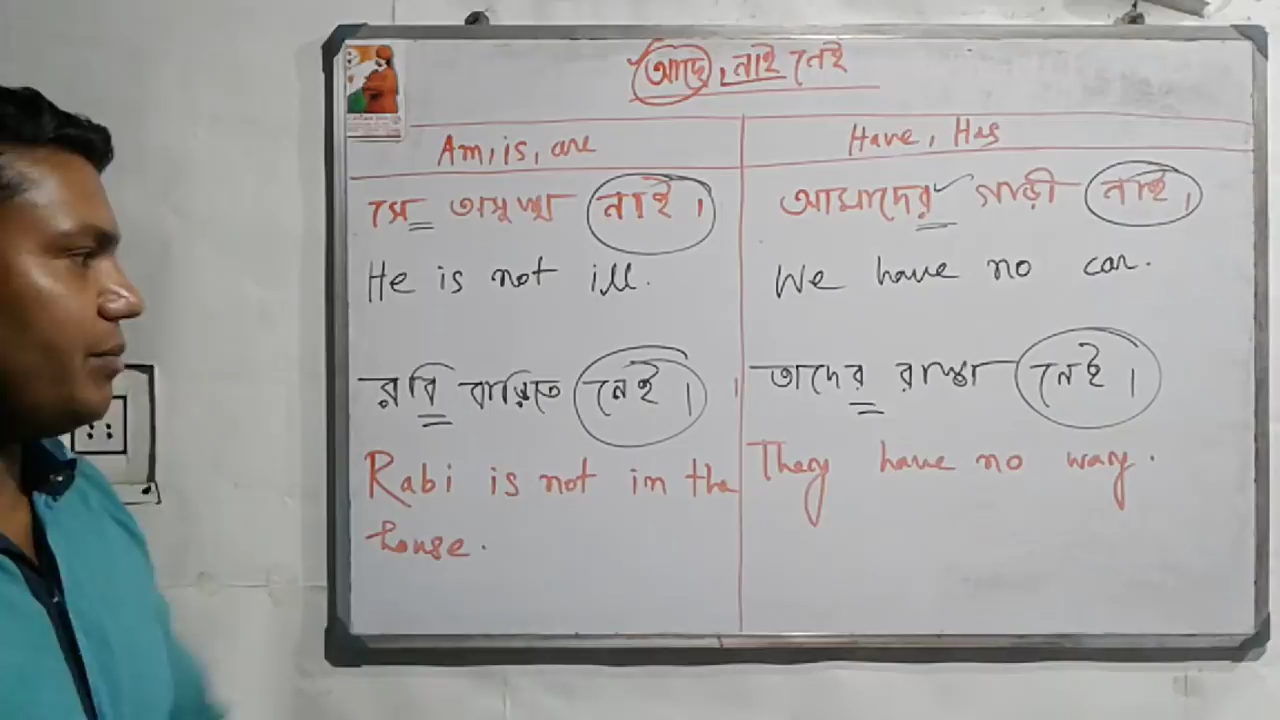 আছে, নাই নেই
Am, is, are
Have, Has
সে অসুস্থ নাই।
He is not ill.
রবি বাড়িতে নেই।
Rabi is not in the
house.
আমাদের গাড়ী নাই।
We have no car.
তাদের রাস্তা নেই।
They have no way.